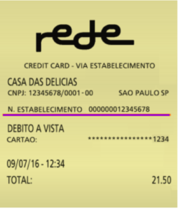 rede
CREDIT CARD - VIA ESTABELECIMENTO
CASA DAS DELICIAS
CNPJ: 12345678/0001-00 SAO PAULO SP
N. ESTABELECIMENTO 000000012345678
DEBITO A VISTA
CARTAO: ****************1234
09/07/16 - 12:34
TOTAL: 21.50